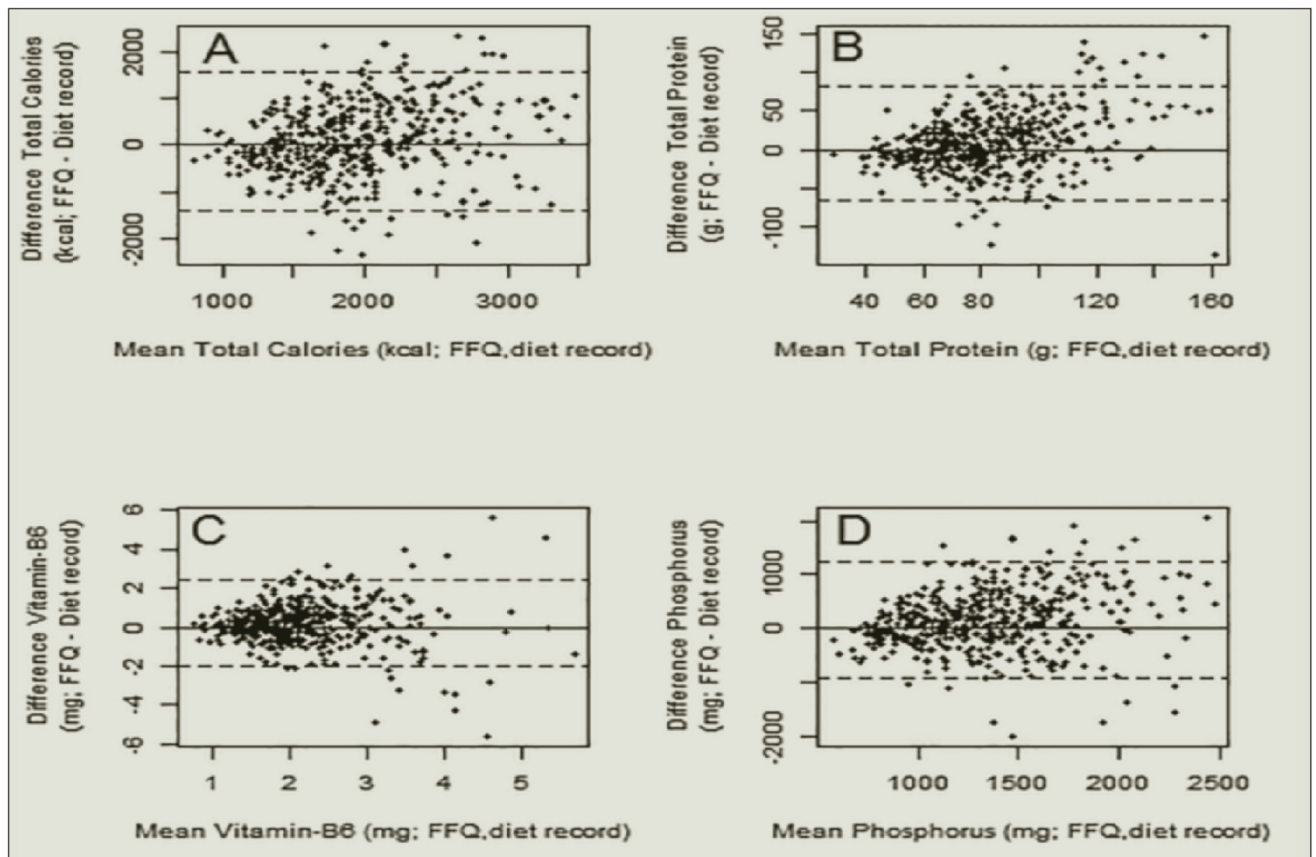 A
Difference Total Calories
(kcal; FFQ - Diet record)
2000
0
-2000
1000
2000
3000
Mean Total Calories (kcal; FFQ,diet record)
B
Difference Total Protein
(g; FFQ - Diet record)
150
50
0
-100
40
60
80
120
160
Mean Total Protein (g; FFQ,diet record)
C
Difference Vitamin-B6
(mg; FFQ - Diet record)
6
4
2
0
-2
-4
-6
1
2
3
4
5
Mean Vitamin-B6 (mg; FFQ,diet record)
D
Difference Phosphorus
(mg; FFQ - Diet record)
1000
0
-2000
1000
1500
2000
2500
Mean Phosphorus (mg; FFQ,diet record)